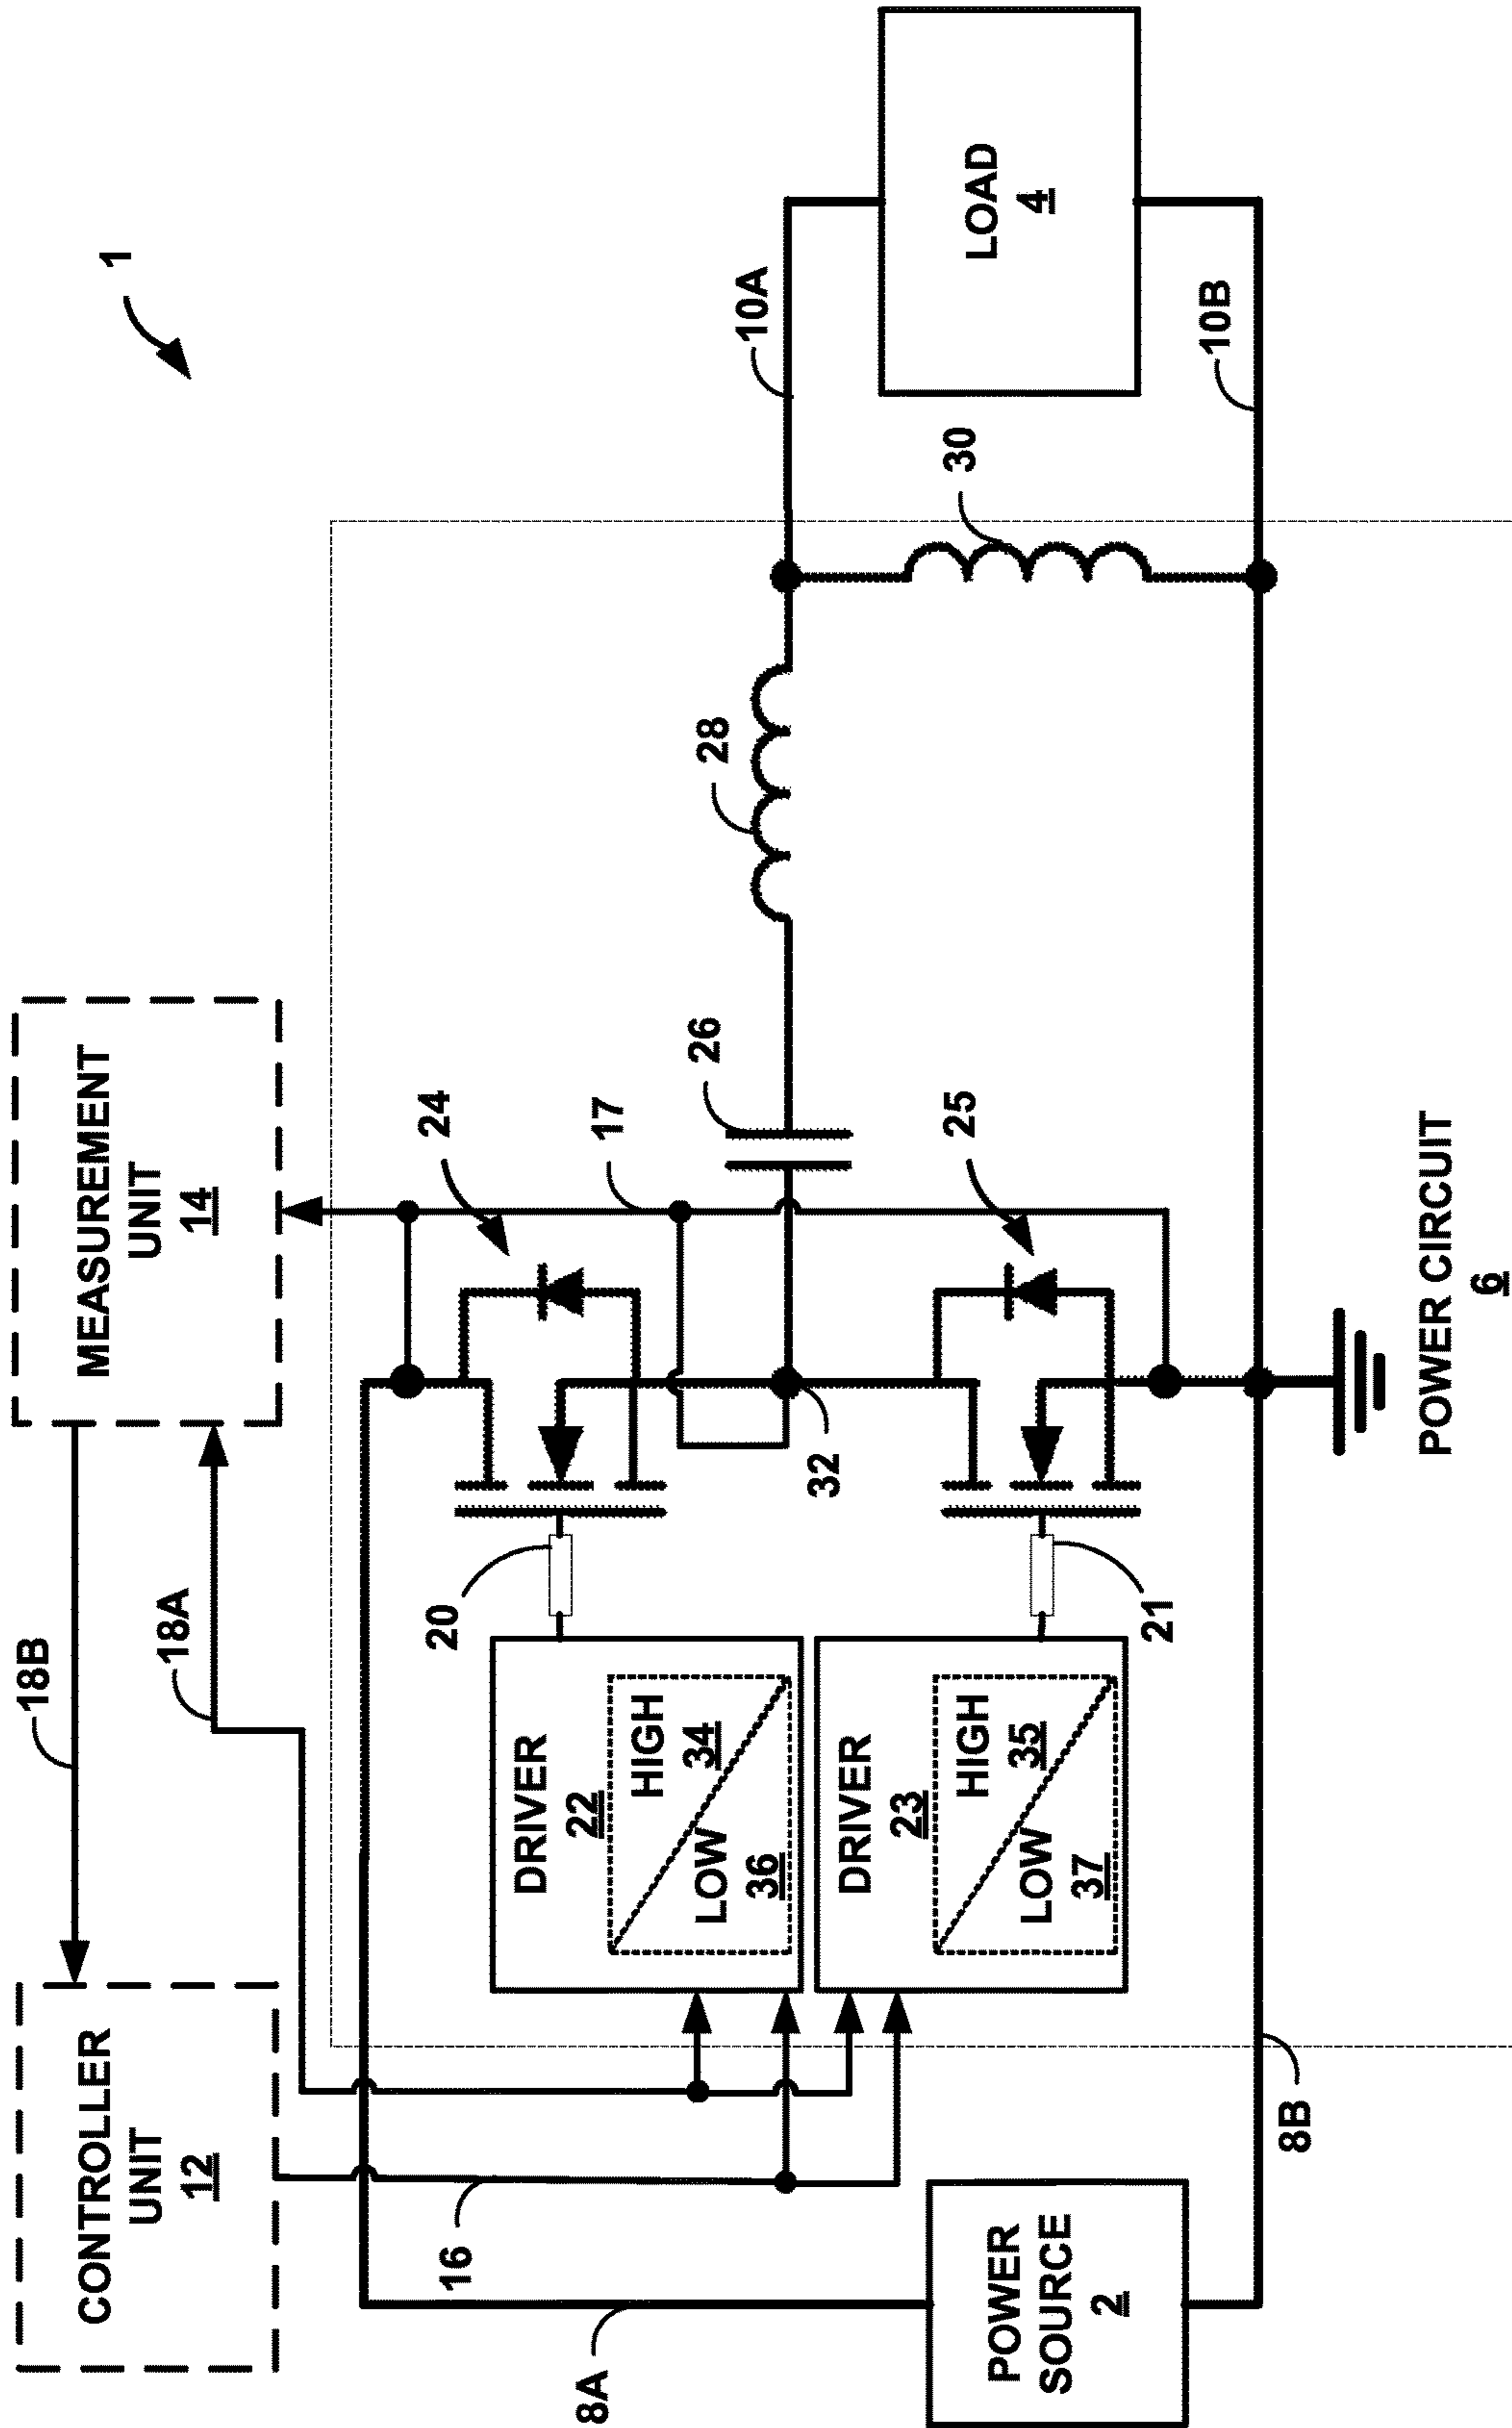 1
CONTROLLER
UNIT
12
18B
MEASUREMENT
UNIT
14
18A
16
8A
DRIVER
22
HIGH
34
LOW
36
20
24
17
DRIVER
23
HIGH
35
LOW
37
21
25
32
26
28
30
10A
LOAD
4
10B
POWER
SOURCE
2
8B
POWER CIRCUIT
6